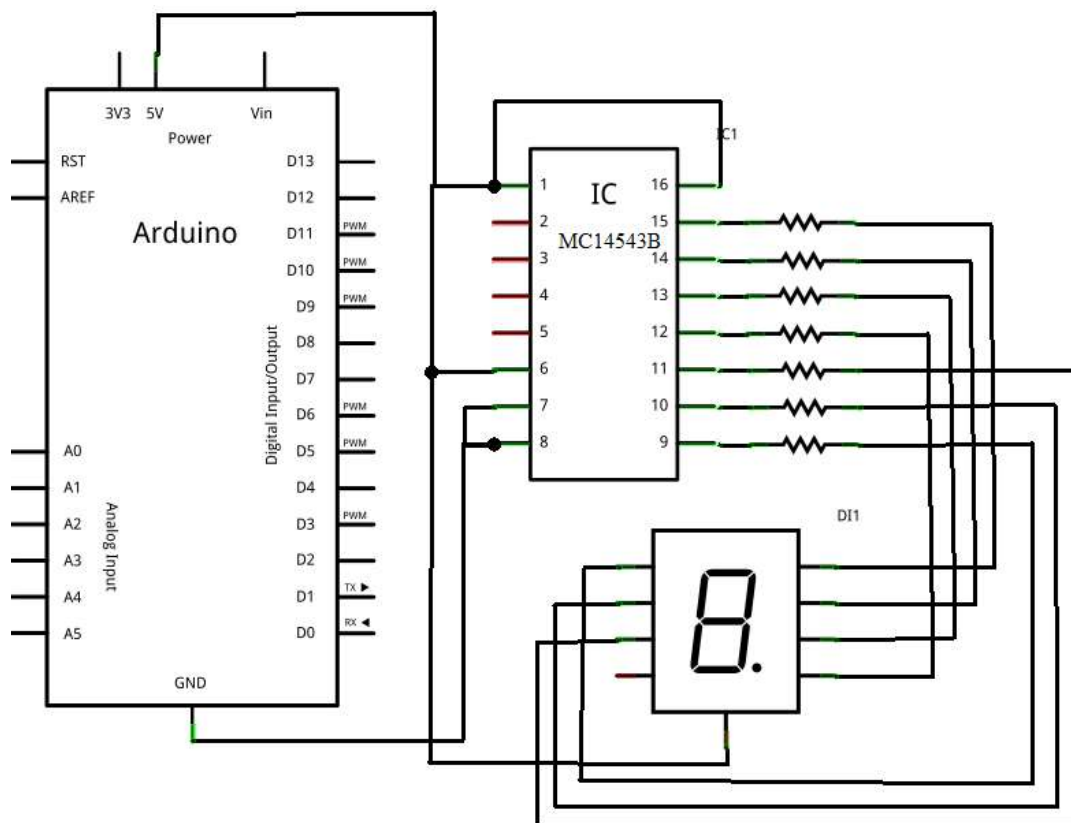 3V3
5V
Vin
Power
RST
AREF
Arduino
D13
D12
D11
PWM
D10
PWM
D9
PWM
D8
D7
D6
PWM
D5
PWM
D4
D3
PWM
D2
D1
TX
D0
RX
Digital Input/Output
A0
A1
A2
A3
A4
A5
Analog Input
GND
IC1
IC
MC14543B
1
2
3
4
5
6
7
8
16
15
14
13
12
11
10
9
DI1